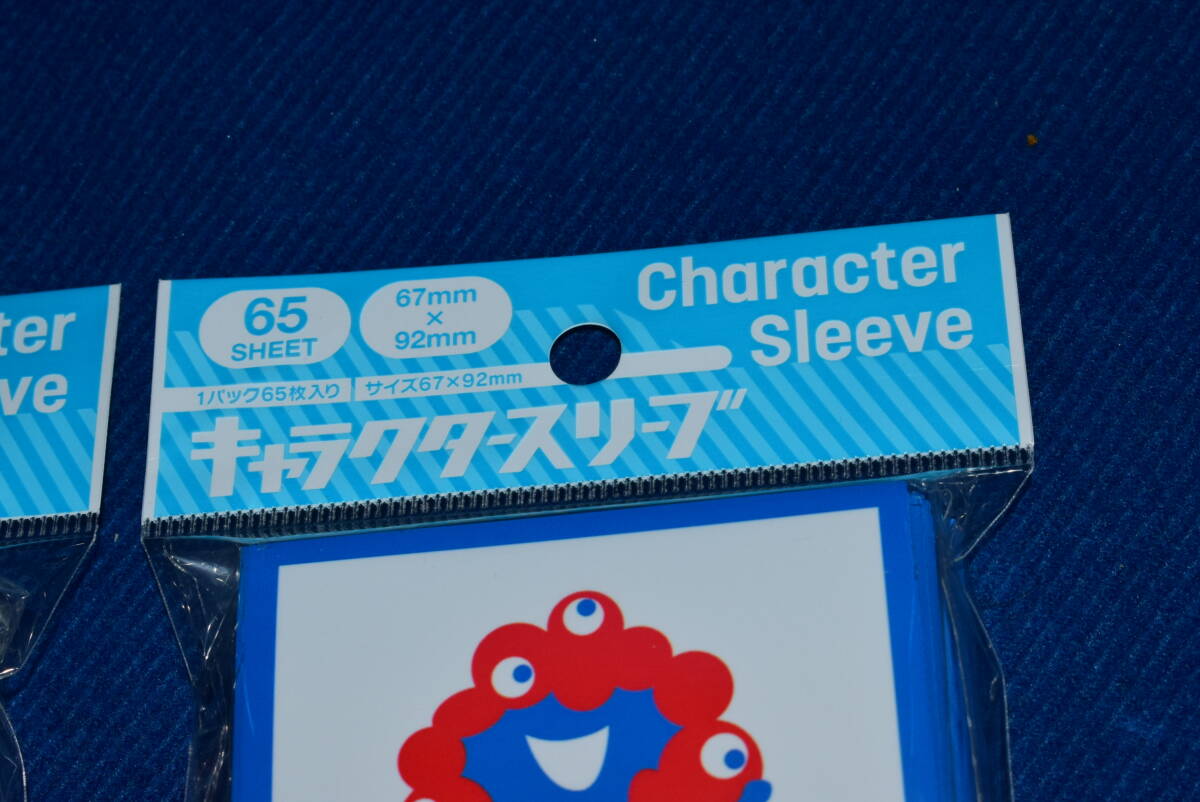 ter
ve
65
SHEET
67mm
×
92mm
Character
Sleeve
1パック65枚入り
サイズ67×92mm
キャラクタースリーブ